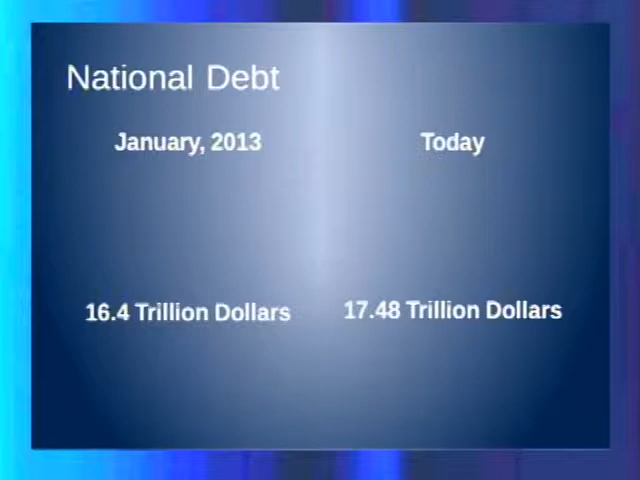 National Debt
January, 2013
Today
16.4 Trillion Dollars
17.48 Trillion Dollars